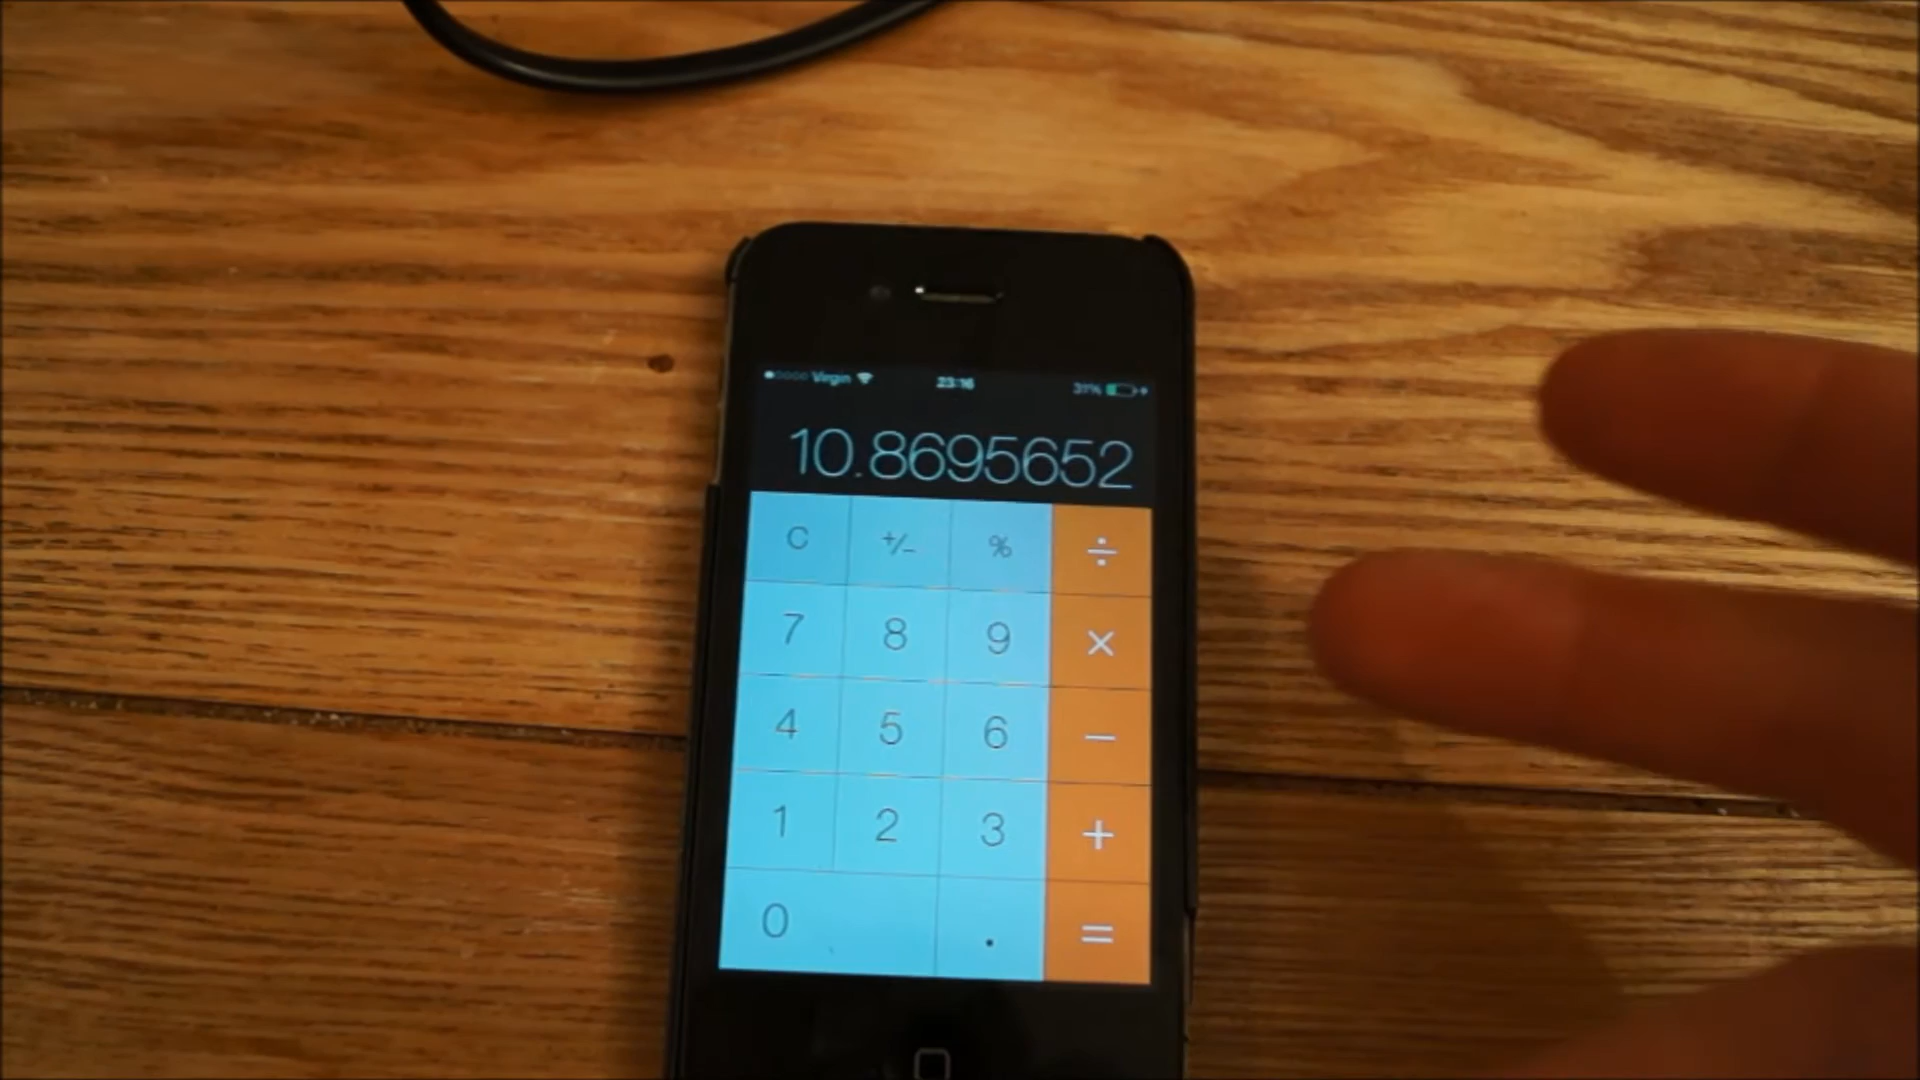 Virgin 23:16 31%
10.8695652
C +/- % ÷
7 8 9 ×
4 5 6 −
1 2 3 +
0 . =